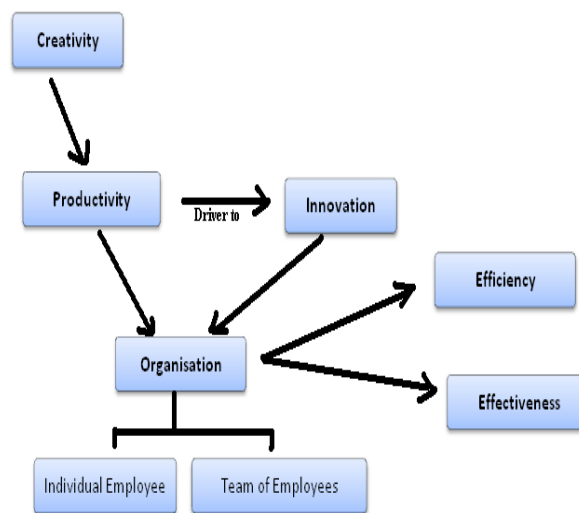 Creativity
Productivity
Driver to
Innovation
Efficiency
Organisation
Effectiveness
Individual Employee
Team of Employees